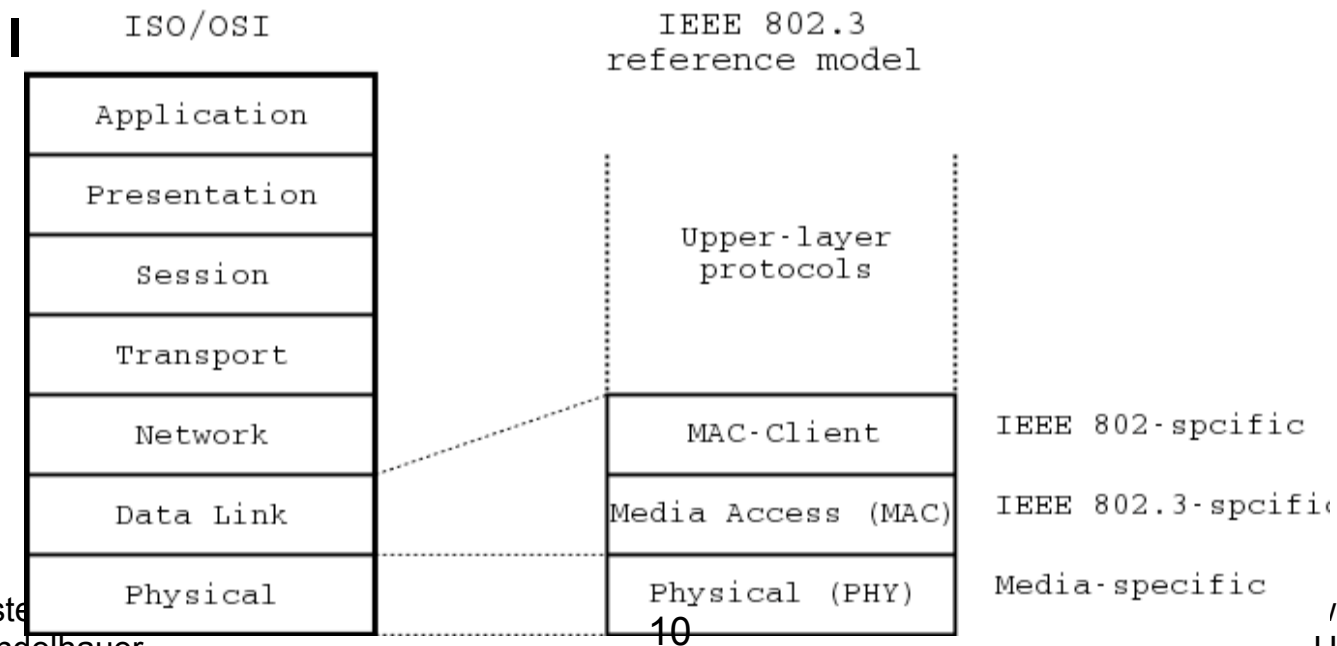 ISO/OSI
IEEE 802.3
reference model
Application
Presentation
Session
Transport
Network
Data Link
Physical
Upper-layer
protocols
MAC-Client
Media Access (MAC)
Physical (PHY)
IEEE 802-spcific
IEEE 802.3-spcific
Media-specific
10